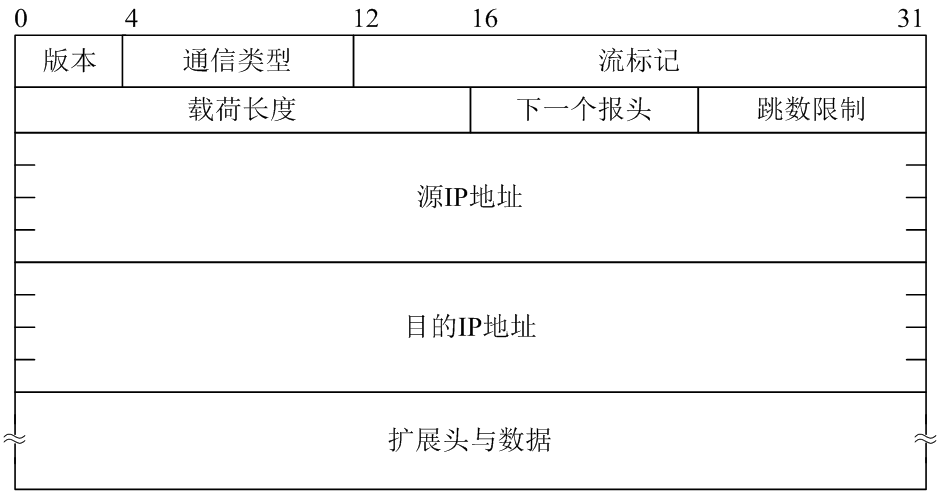 0 4 12 16 31
版本 通信类型 流标记
载荷长度 下一个报头 跳数限制
源IP地址
目的IP地址
扩展头与数据